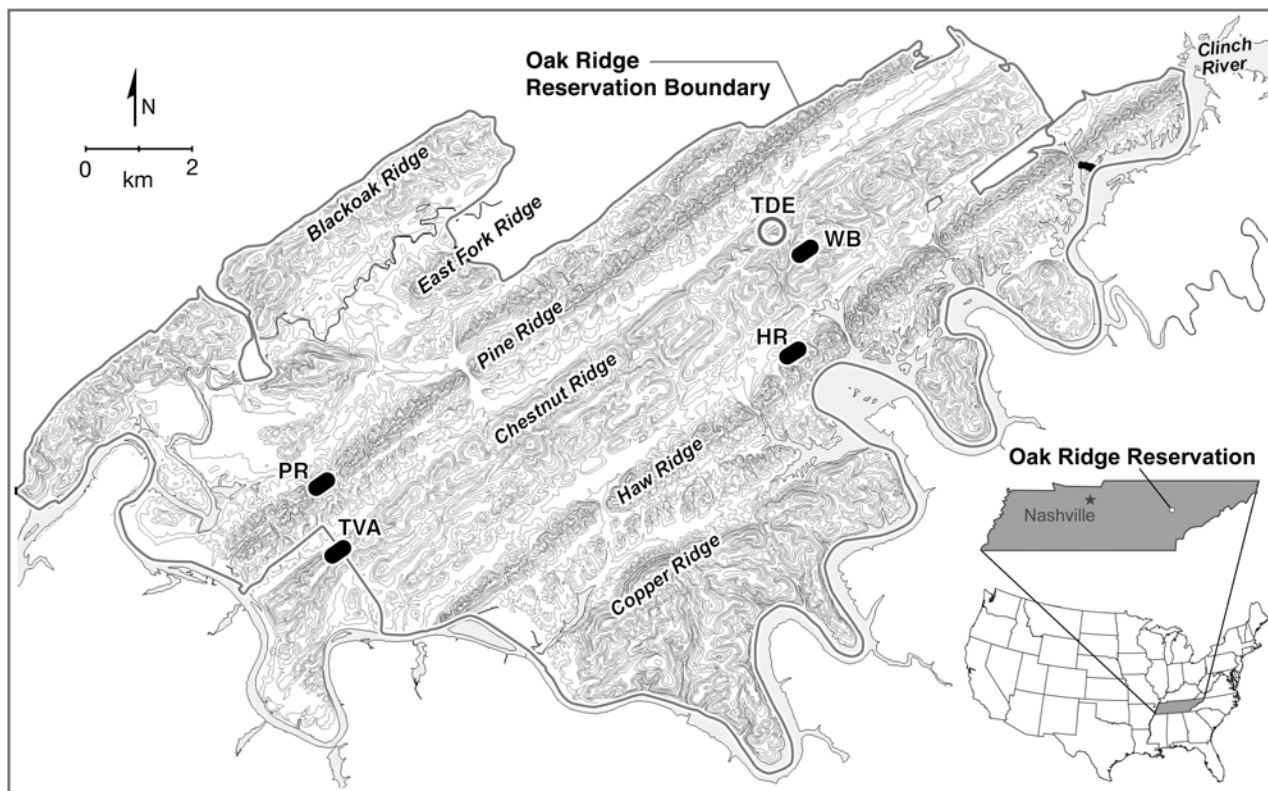 Oak Ridge
Reservation Boundary
Clinch
River
N
0 2
km
Blackoak Ridge
East Fork Ridge
TDE
WB
Pine Ridge
HR
Chestnut Ridge
Haw Ridge
PR
TVA
Copper Ridge
Oak Ridge Reservation
Nashville